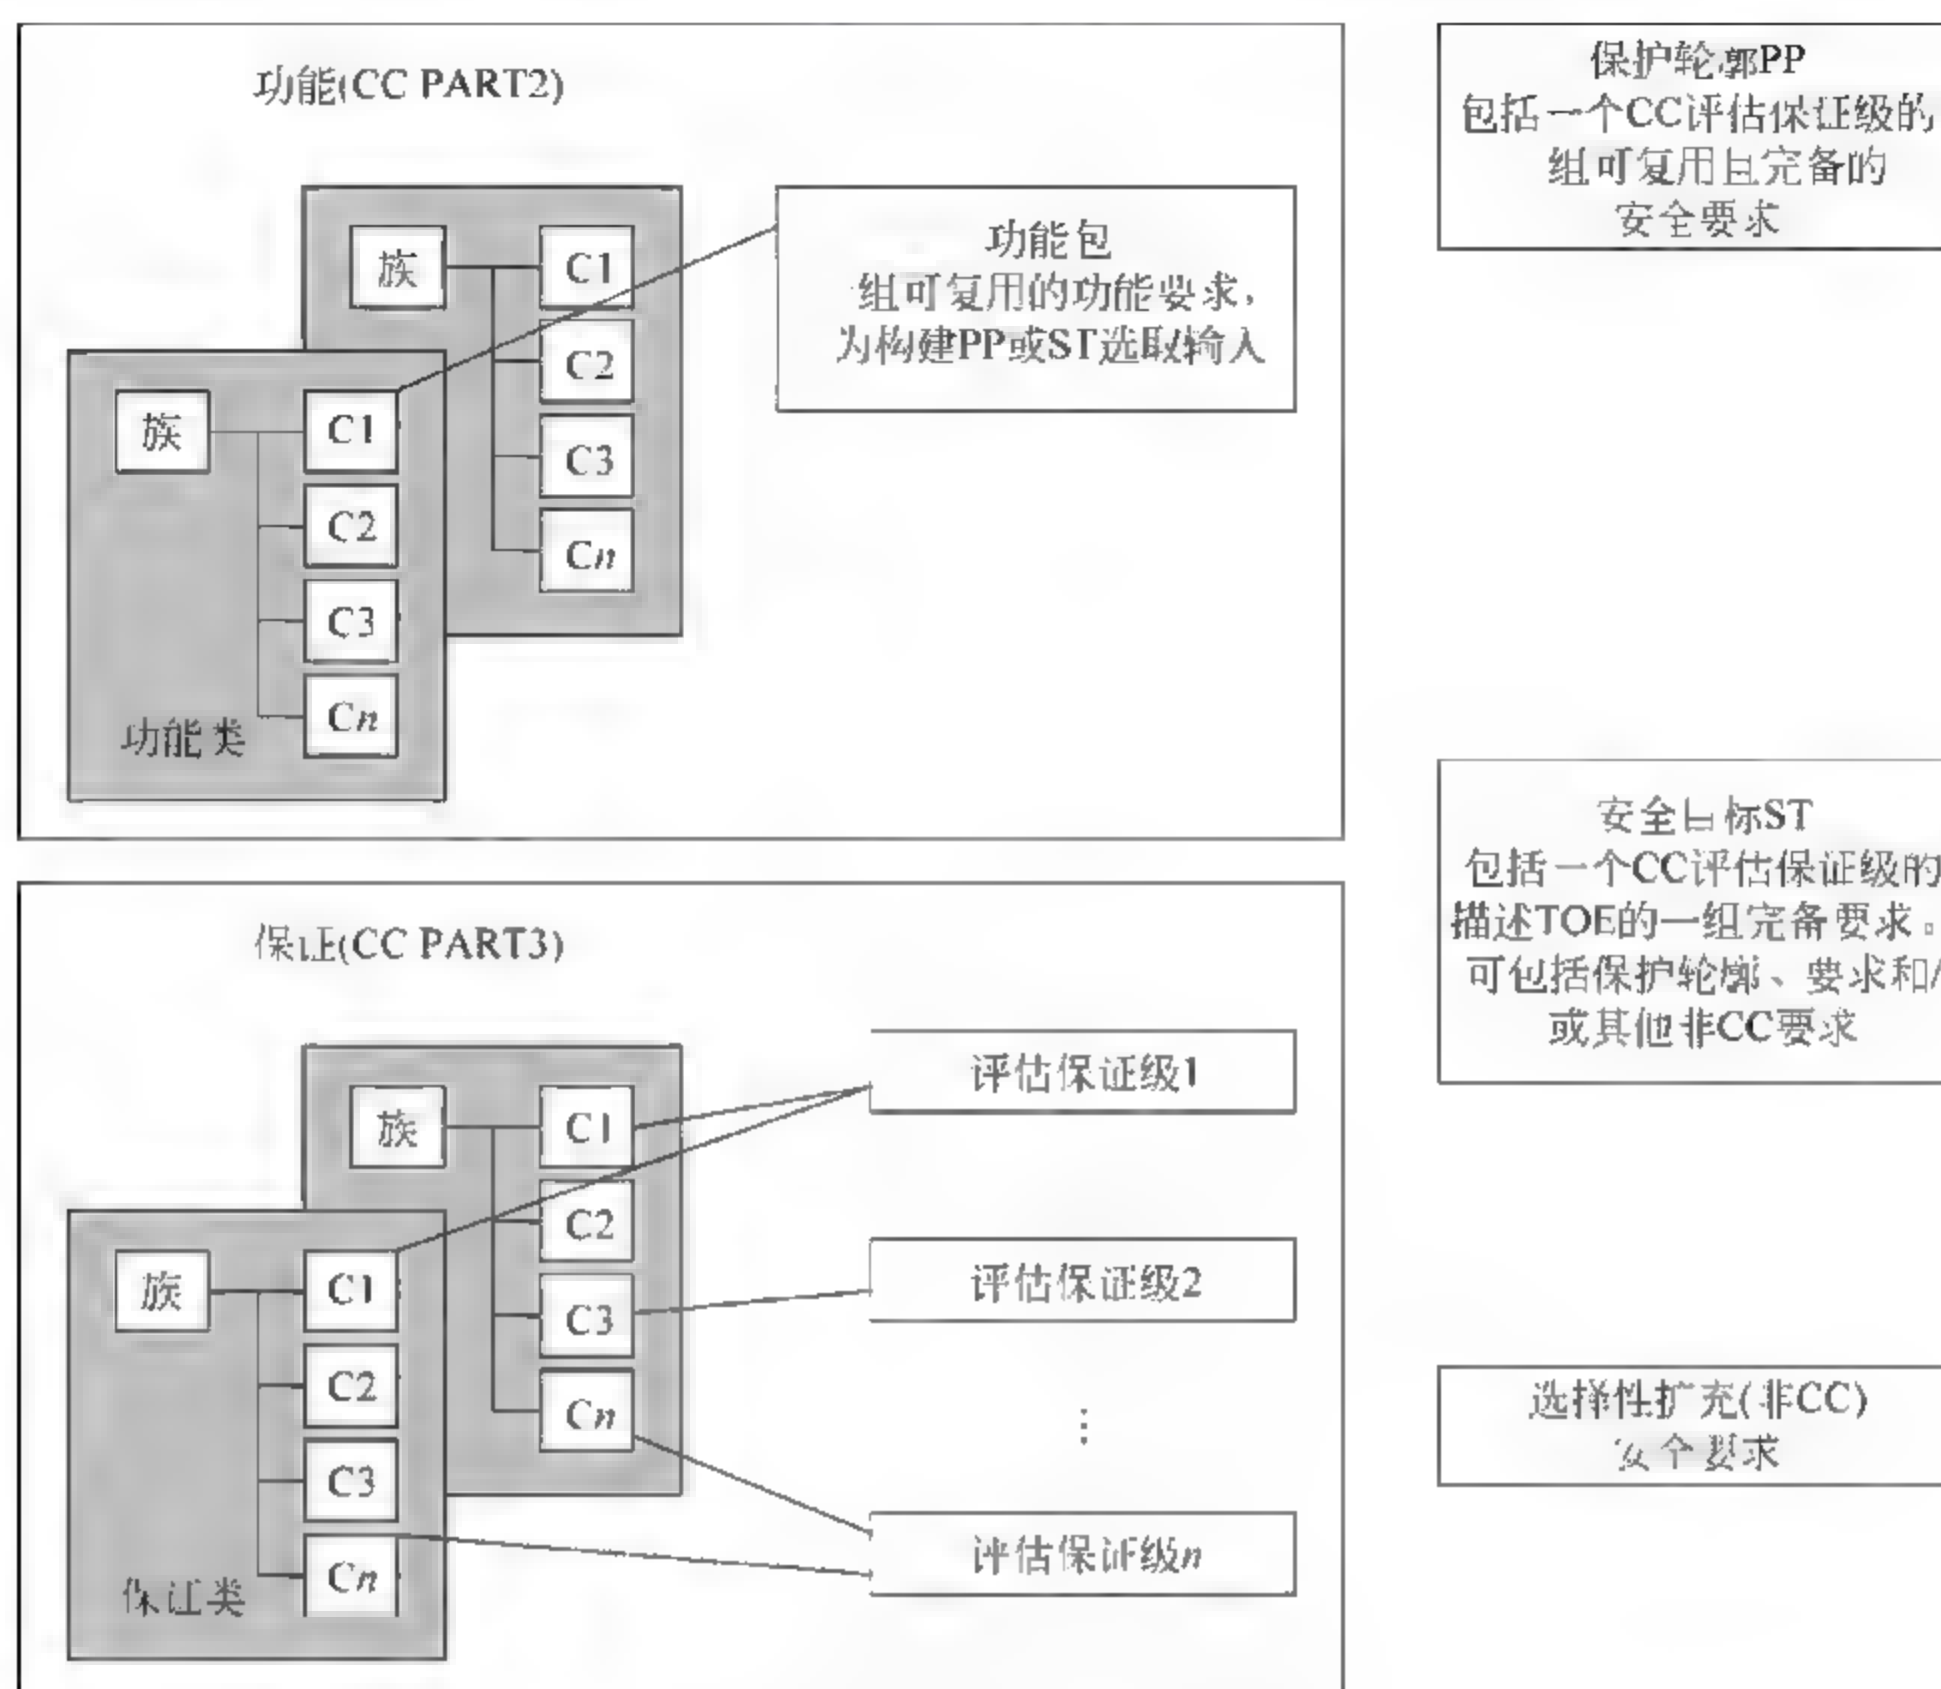 功能(CC PART2)
族
C1
C2
C3
Cn
族
C1
C2
C3
Cn
功能类
功能包
组可复用的功能要求,
为构建PP或ST选取输入
保护轮廓PP
包括一个CC评估保证级的
组可复用且完备的
安全要求
安全目标ST
包括一个CC评估保证级的
描述TOE的一组完备要求。
可包括保护轮廓、要求和/
或其他非CC要求
保证(CC PART3)
族
C1
C2
C3
Cn
族
C1
C2
C3
Cn
保证类
评估保证级1
评估保证级2
⋮
评估保证级n
选择性扩充(非CC)
安全要求